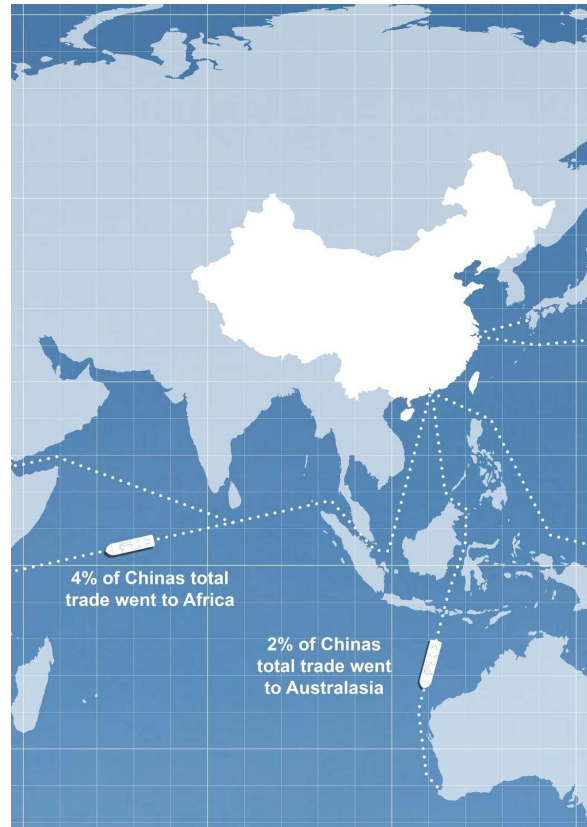 4% of Chinas total
trade went to Africa
2% of Chinas
total trade went
to Australasia